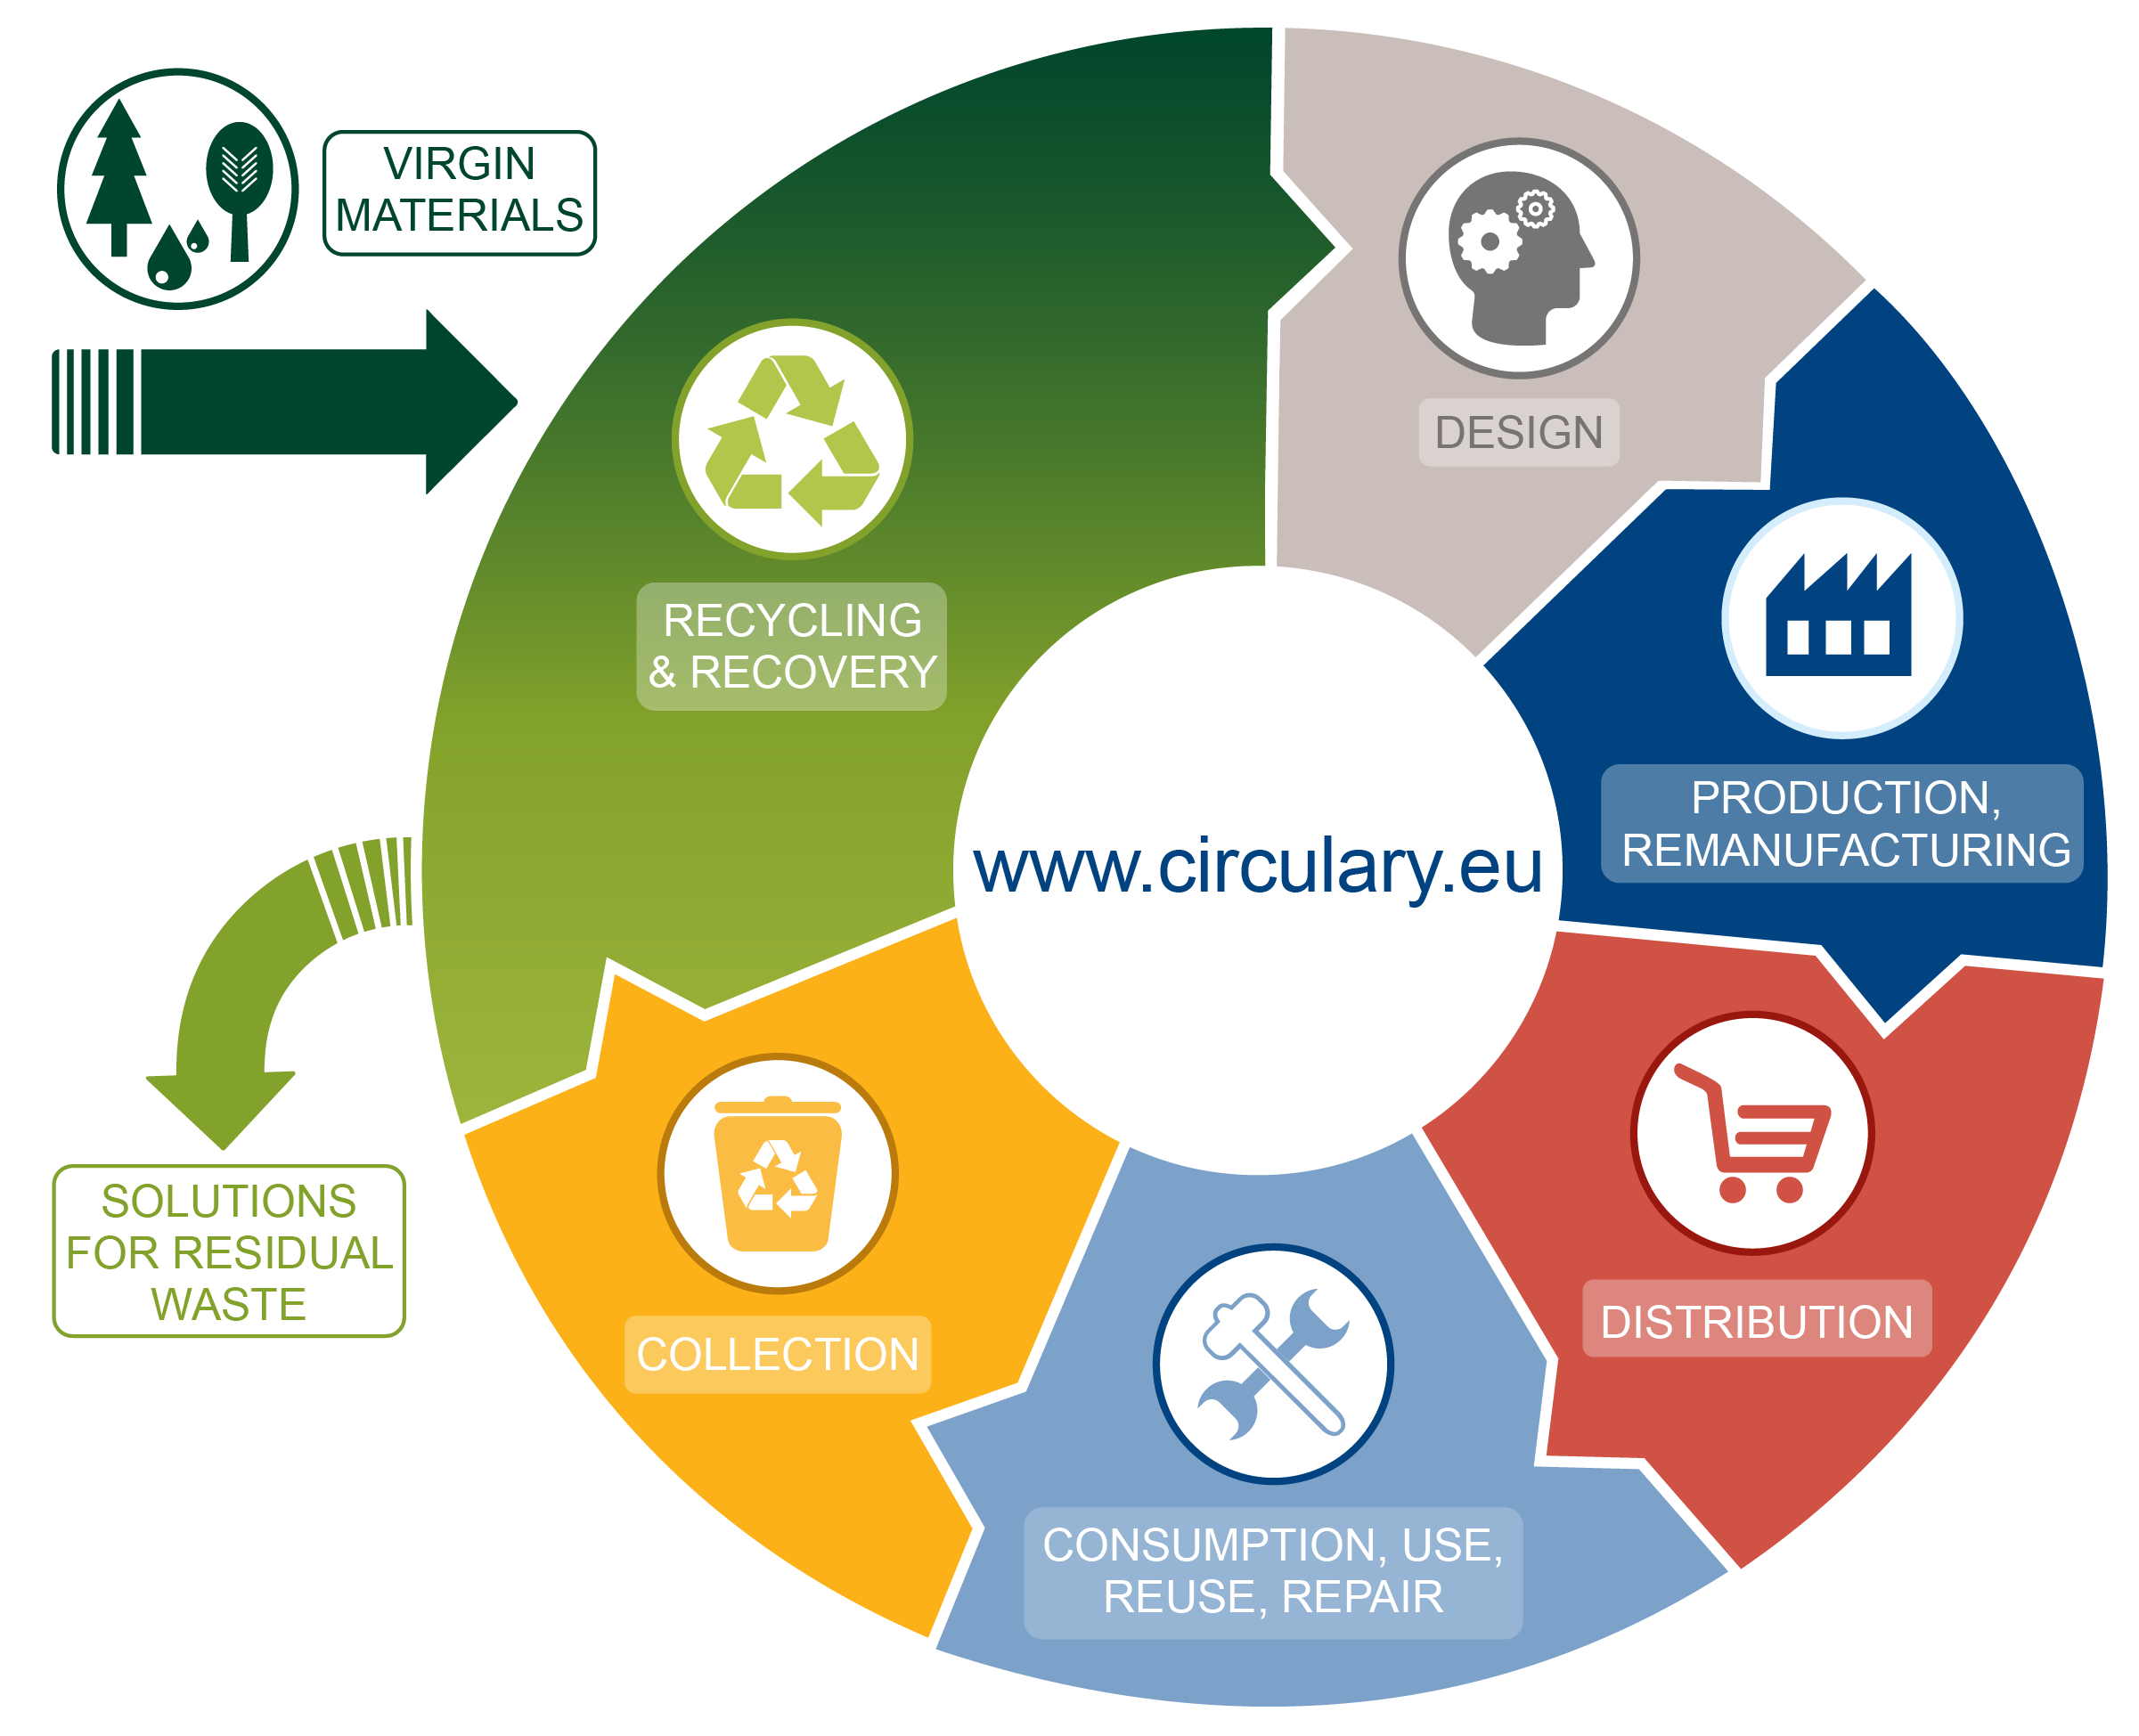 VIRGIN
MATERIALS
DESIGN
RECYCLING
& RECOVERY
PRODUCTION,
REMANUFACTURING
www.circulary.eu
SOLUTIONS
FOR RESIDUAL
WASTE
COLLECTION
DISTRIBUTION
CONSUMPTION, USE,
REUSE, REPAIR